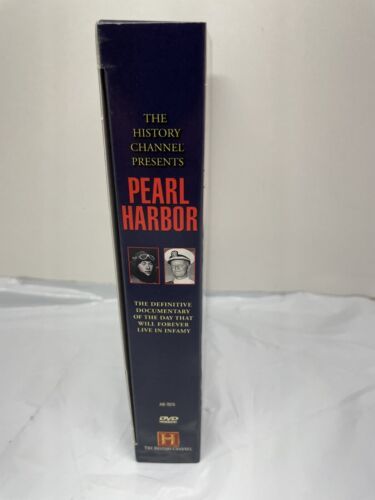 THE
HISTORY
CHANNEL
PRESENTS
PEARL
HARBOR
THE DEFINITIVE
DOCUMENTARY
OF THE DAY THAT
WILL FOREVER
LIVE IN INFAMY
DVD
H
THE HISTORY CHANNEL